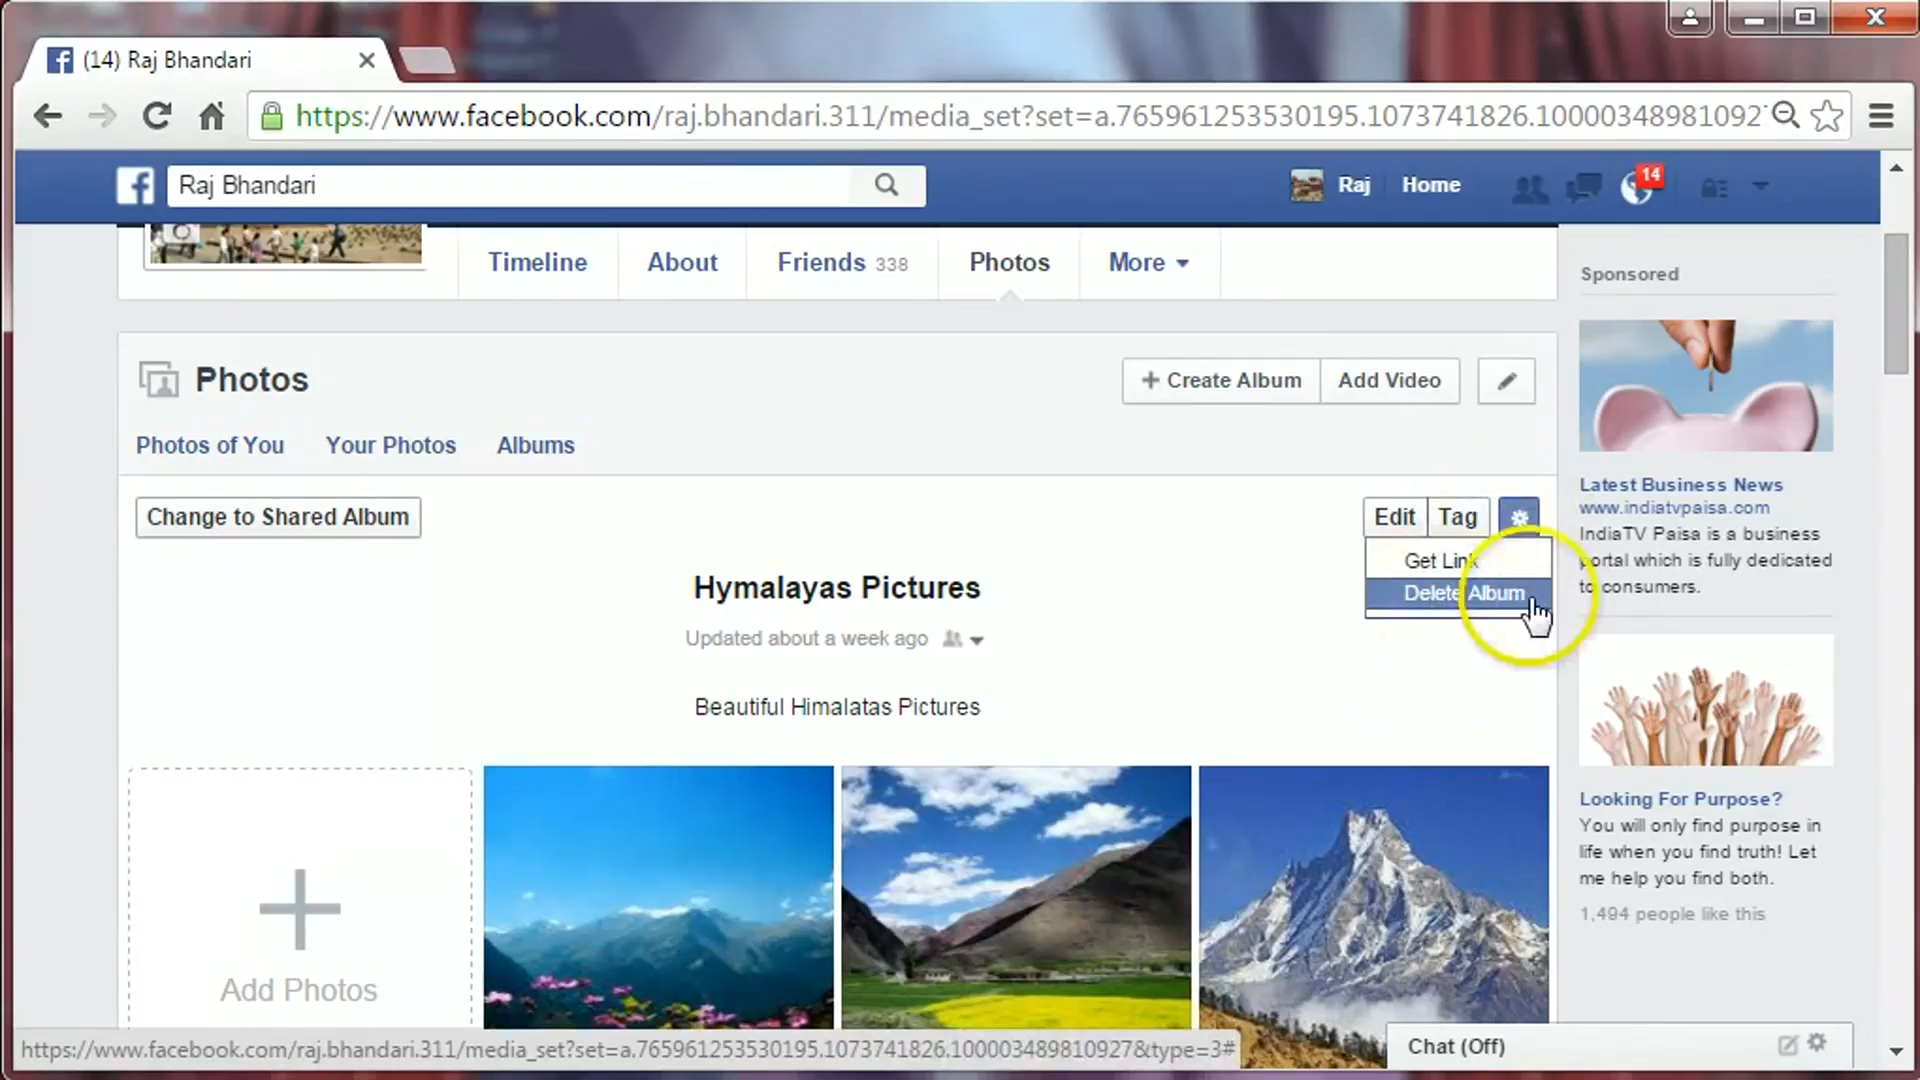 (14) Raj Bhandari
https://www.facebook.com/raj.bhandari.311/media_set?set=a.765961253530195.1073741826.100003489810927
Raj Bhandari
Raj
Home
14
Timeline
About
Friends 338
Photos
More
Photos
+ Create Album
Add Video
Photos of You
Your Photos
Albums
Change to Shared Album
Edit
Tag
Get Link
Delete Album
Hymalayas Pictures
Updated about a week ago
Beautiful Himalatas Pictures
Add Photos
Sponsored
Latest Business News
www.indiatvpaisa.com
IndiaTV Paisa is a business
portal which is fully dedicated
to consumers.
Looking For Purpose?
You will only find purpose in
life when you find truth! Let
me help you find both.
1,494 people like this
https://www.facebook.com/raj.bhandari.311/media_set?set=a.765961253530195.1073741826.100003489810927&type=3#
Chat (Off)